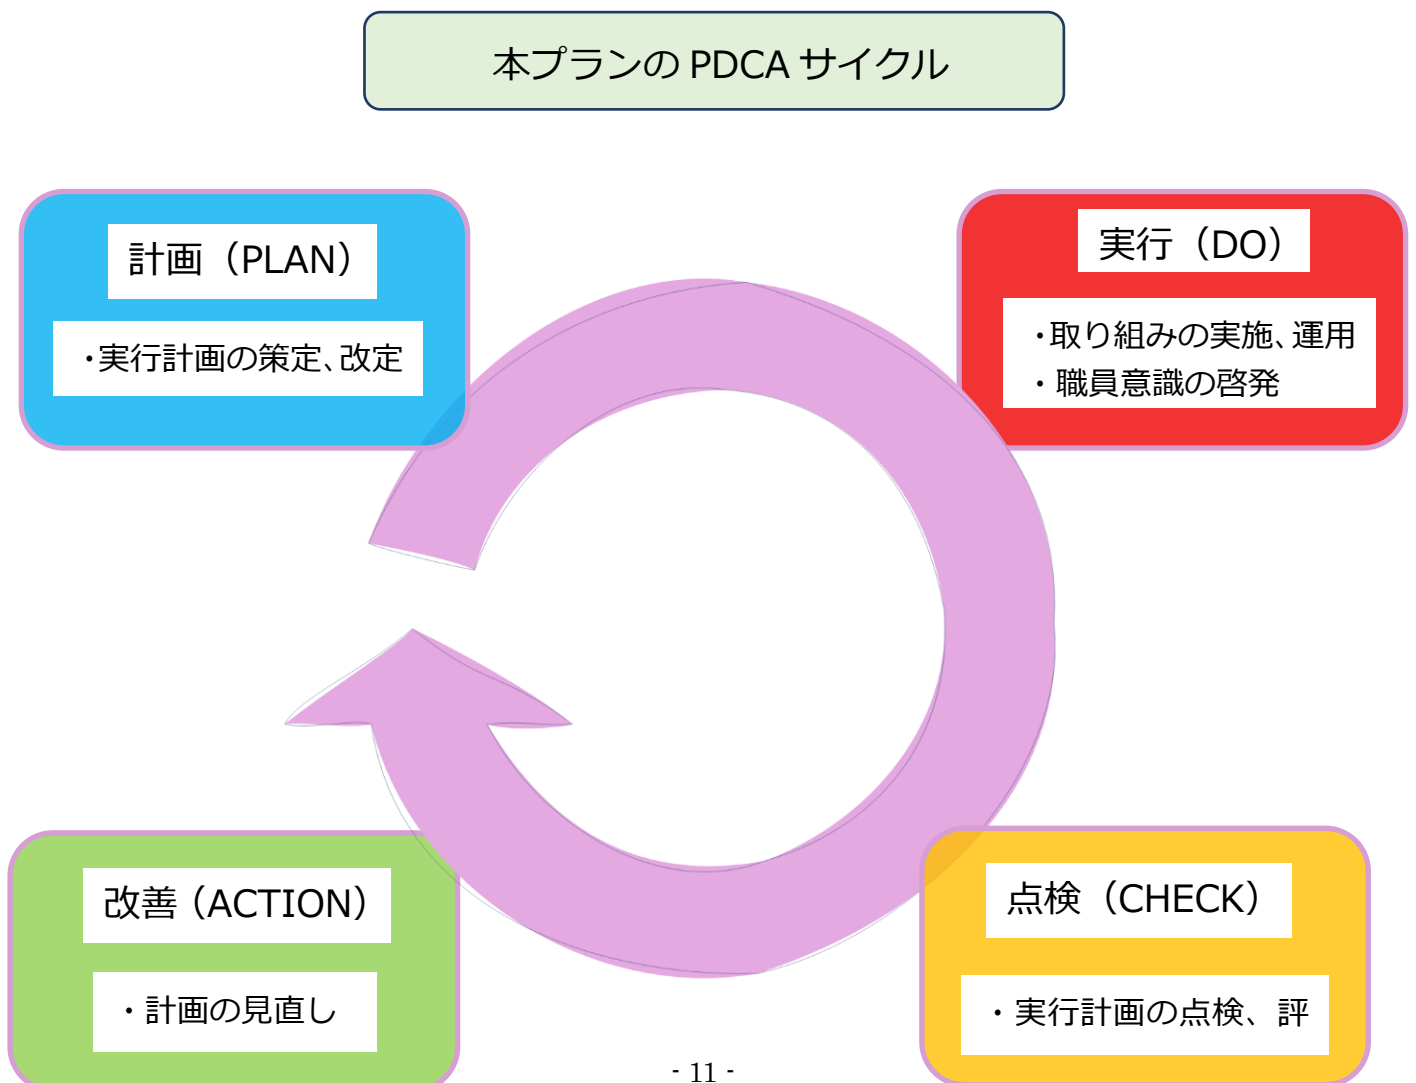 本プランの PDCA サイクル
計画（PLAN）
・実行計画の策定、改定
実行（DO）
・取り組みの実施、運用
・職員意識の啓発
改善（ACTION）
・計画の見直し
点検（CHECK）
・実行計画の点検、評
- 11 -